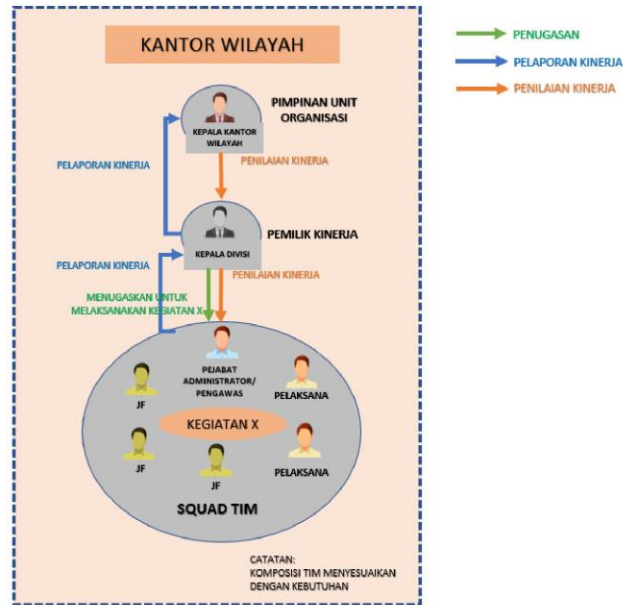 KANTOR WILAYAH
PENUGASAN
PELAPORAN KINERJA
PENILAIAN KINERJA
PIMPINAN UNIT
ORGANISASI
KEPALA KANTOR
WILAYAH
PELAPORAN KINERJA
PENILAIAN KINERJA
PEMILIK KINERJA
KEPALA DIVISI
PELAPORAN KINERJA
PENILAIAN KINERJA
MENUGASKAN UNTUK
MELAKSANAKAN KEGIATAN X
PEJABAT
ADMINISTRATOR/
PENGAWAS
JF
PELAKSANA
KEGIATAN X
JF
JF
PELAKSANA
SQUAD TIM
CATATAN:
KOMPOSISI TIM MENYESUAIKAN
DENGAN KEBUTUHAN